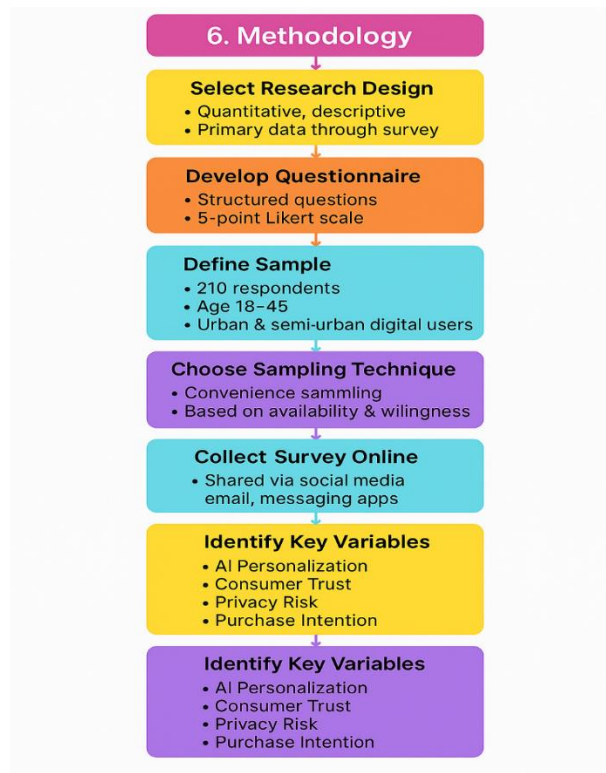 6. Methodology
Select Research Design
• Quantitative, descriptive
• Primary data through survey
Develop Questionnaire
• Structured questions
• 5-point Likert scale
Define Sample
• 210 respondents
• Age 18–45
• Urban & semi-urban digital users
Choose Sampling Technique
• Convenience sammling
• Based on availability & wilingness
Collect Survey Online
• Shared via social media
email, messaging apps
Identify Key Variables
• AI Personalization
• Consumer Trust
• Privacy Risk
• Purchase Intention
Identify Key Variables
• AI Personalization
• Consumer Trust
• Privacy Risk
• Purchase Intention